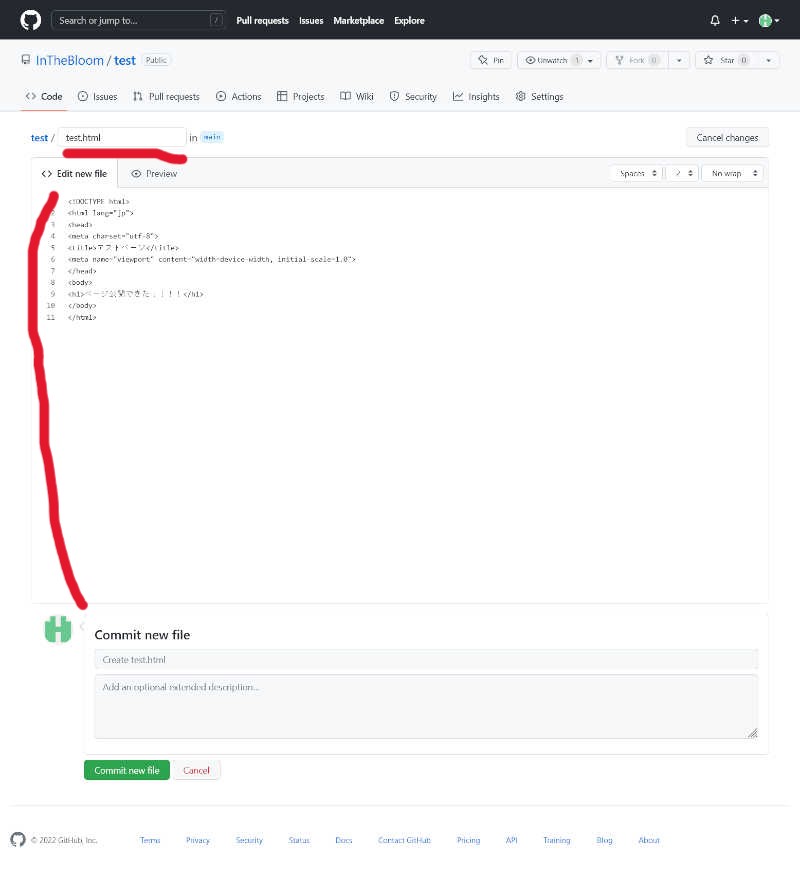 Search or jump to... /
Pull requests Issues Marketplace Explore
InTheBloom / test Public
Pin Unwatch 1 Fork 0 Star 0
Code Issues Pull requests Actions Projects Wiki Security Insights Settings
test / test.html in main Cancel changes
Edit new file Preview Spaces 2 No wrap
<!DOCTYPE html>
2 <html lang="jp">
3 <head>
4 <meta charset="utf-8">
5 <title>テストページ</title>
6 <meta name="viewport" content="width=device-width, initial-scale=1.0">
7 </head>
8 <body>
9 <h1>ページ公開できた！！！！</h1>
10 </body>
11 </html>
Commit new file
Create test.html
Add an optional extended description...
Commit new file Cancel
© 2022 GitHub, Inc. Terms Privacy Security Status Docs Contact GitHub Pricing API Training Blog About